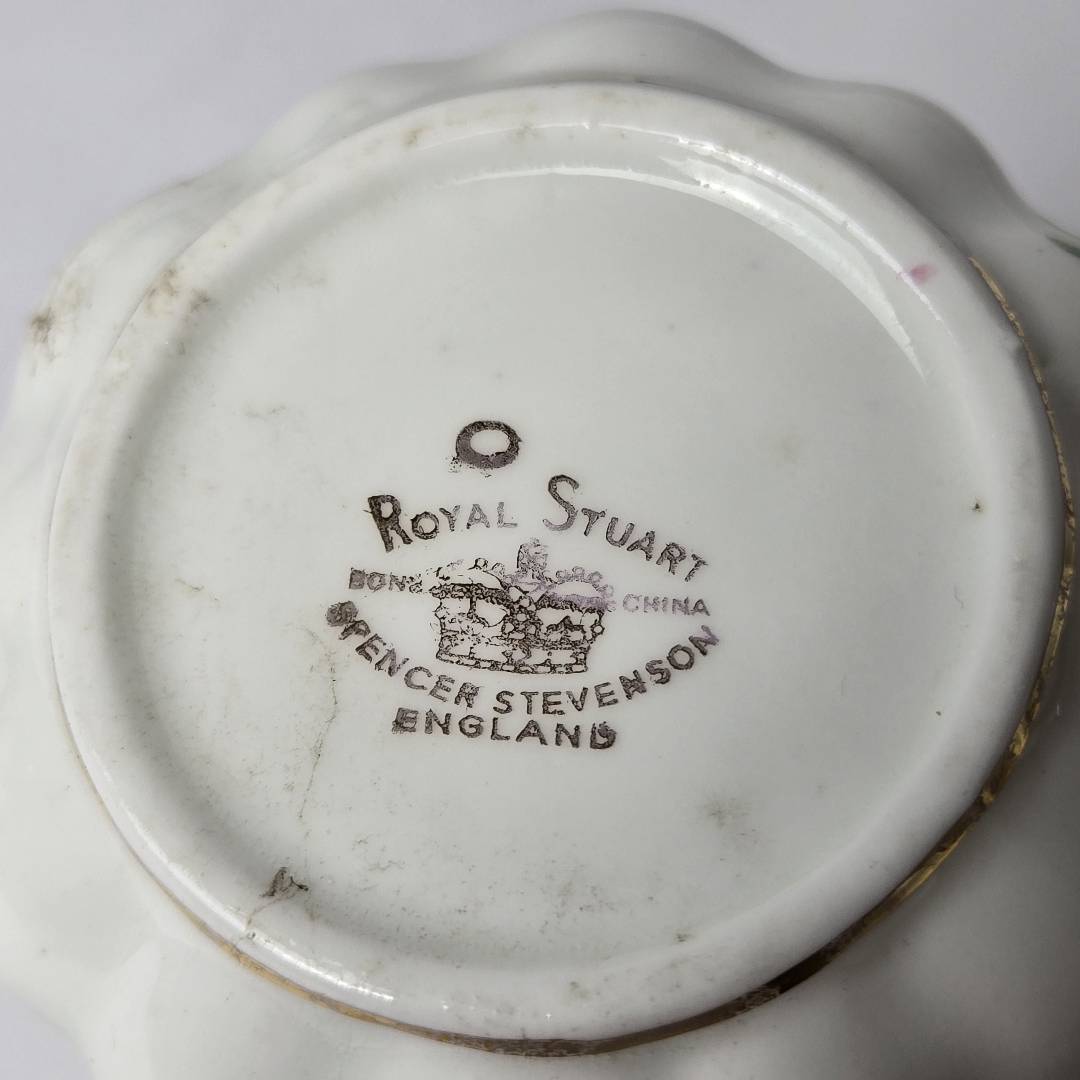 ROYAL STUART
BONE CHINA
SPENCER STEVENSON
ENGLAND